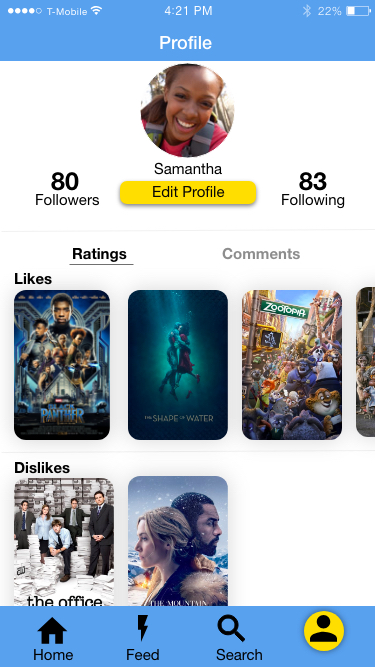 T-Mobile 4:21 PM 22%
Profile
Samantha
80
Followers
Edit Profile
83
Following
Ratings Comments
Likes
BLACK PANTHER
THE SHAPE OF WATER
ZOOTOPIA
Dislikes
the office
THE MOUNTAIN
Home Feed Search